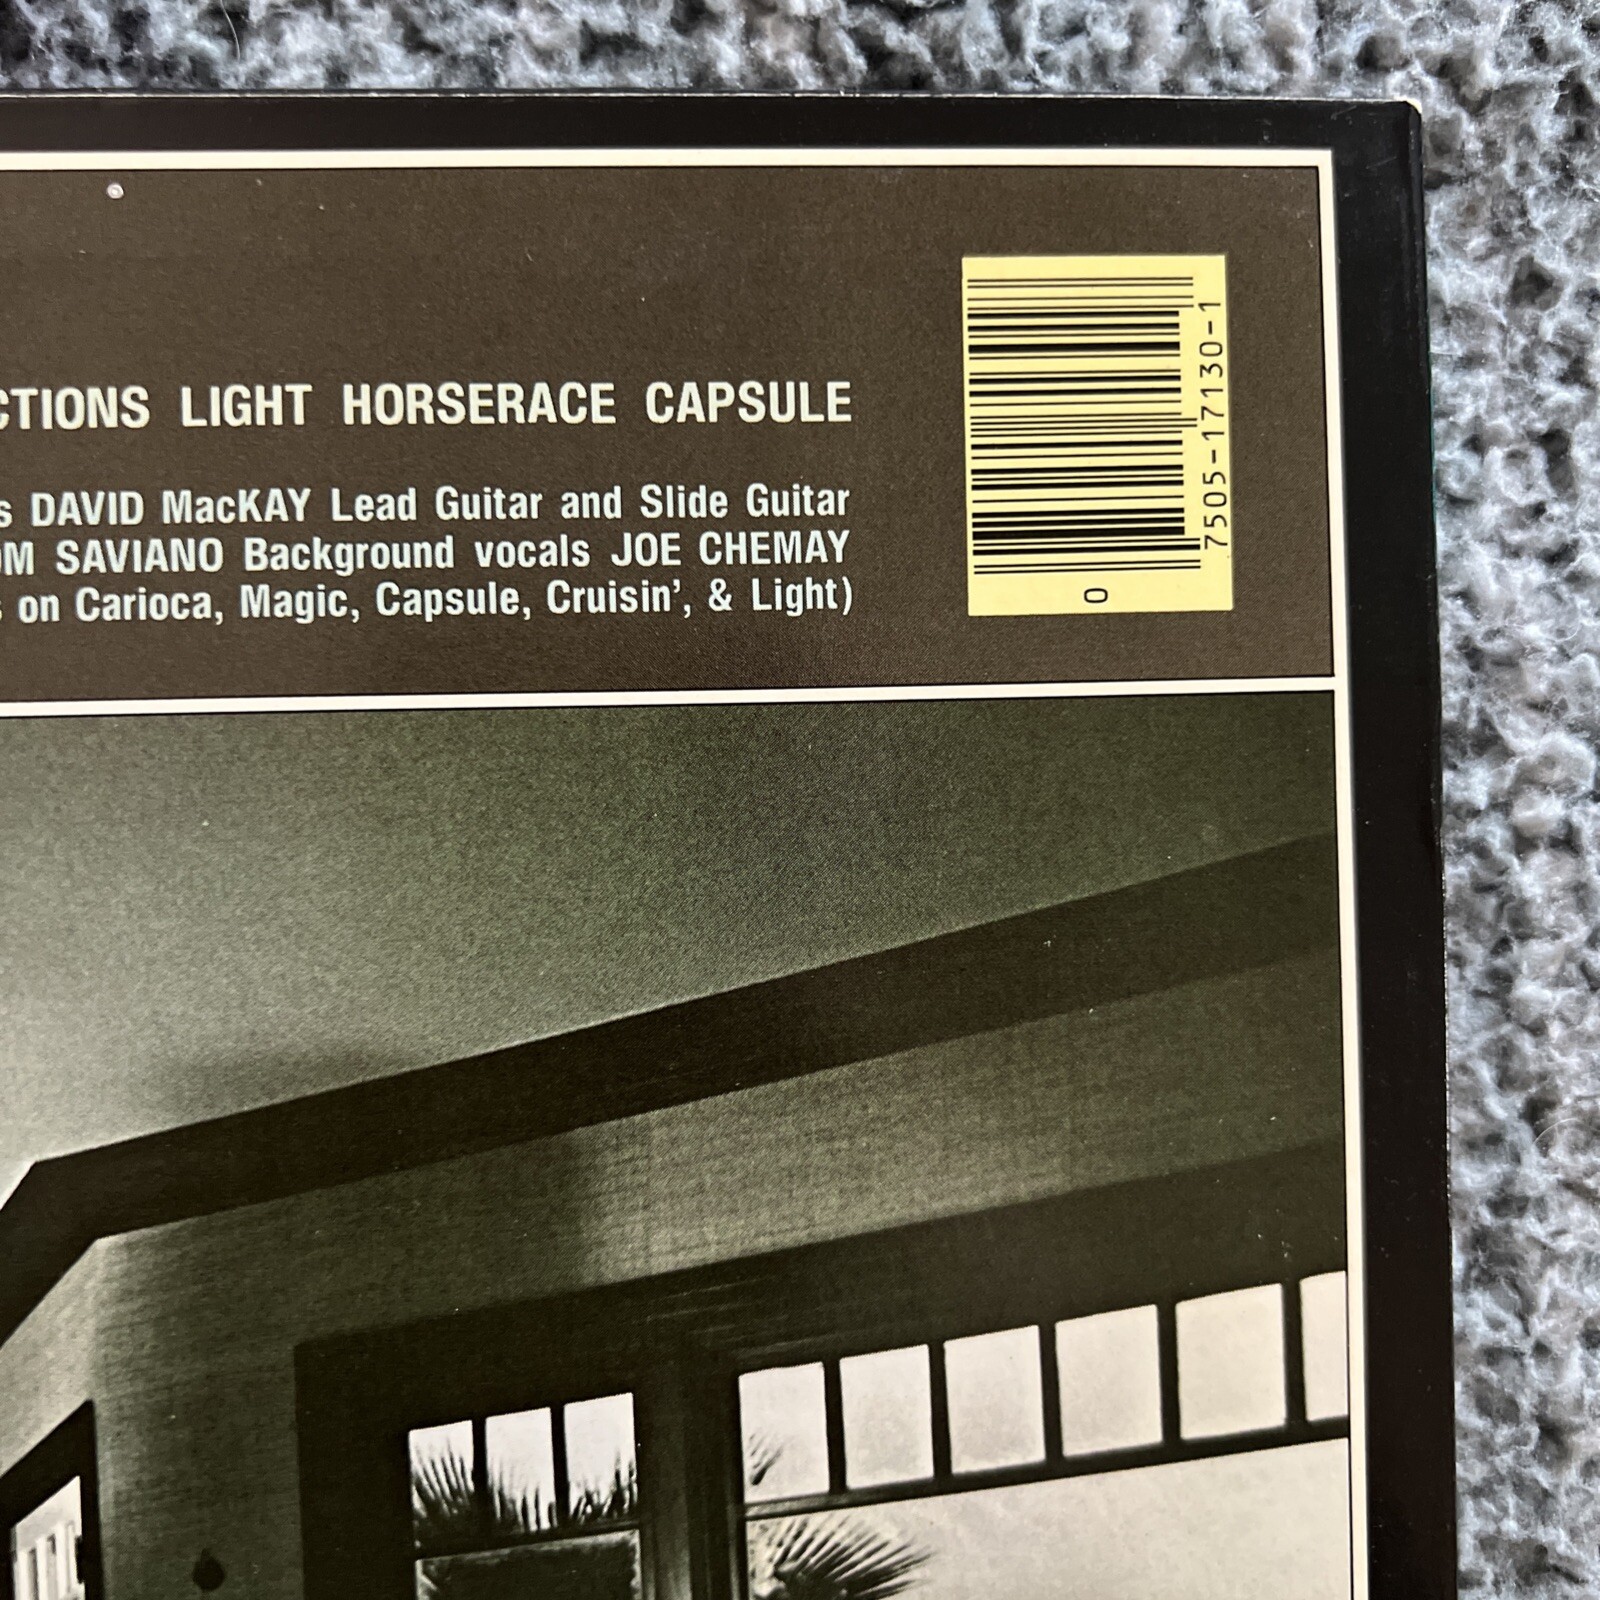 CTIONS LIGHT HORSERACE CAPSULE
s DAVID MacKAY Lead Guitar and Slide Guitar
OM SAVIANO Background vocals JOE CHEMAY
s on Carioca, Magic, Capsule, Cruisin', & Light)
0 7505-17130-1